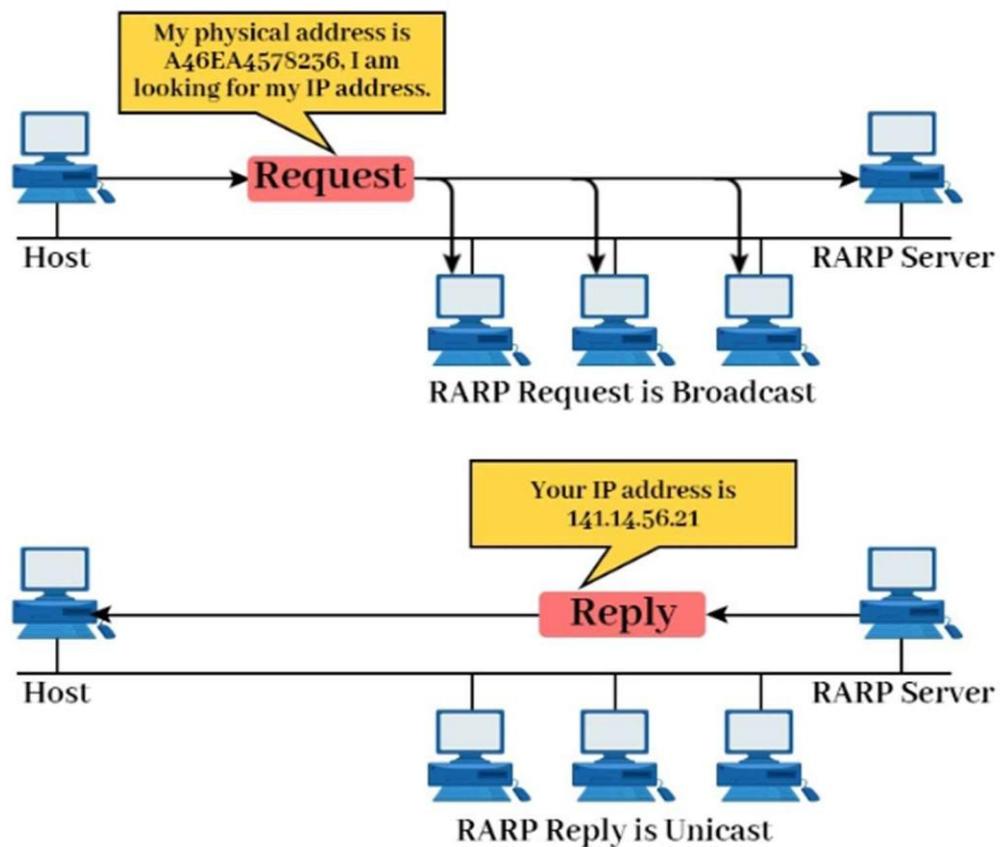 My physical address is
A46EA4578236, I am
looking for my IP address.
Request
Host
RARP Server
RARP Request is Broadcast
Your IP address is
141.14.56.21
Reply
Host
RARP Server
RARP Reply is Unicast